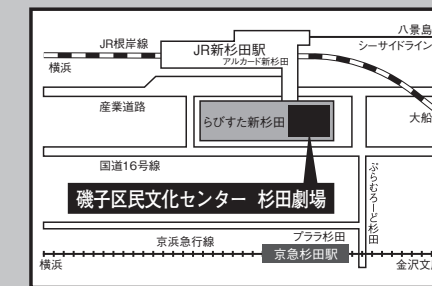 八景島
JR根岸線
JR新杉田駅
シーサイドライン
アルカード新杉田
横浜
産業道路
大船
らびすた新杉田
国道16号線
ぷらむろーど杉田
磯子区民文化センター 杉田劇場
プララ杉田
京浜急行線
京急杉田駅
横浜
金沢文